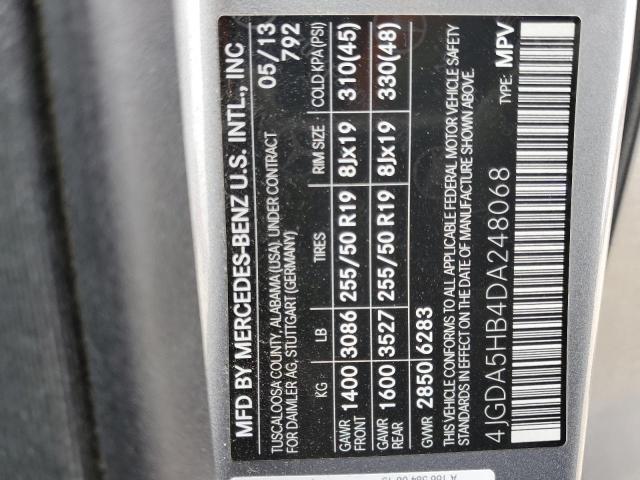 MFD BY MERCEDES-BENZ U.S. INTL., INC
TUSCALOOSA COUNTY, ALABAMA (USA). UNDER CONTRACT 05/13
FOR DAIMLER AG, STUTTGART (GERMANY) 792
KG LB TIRES RIM SIZE COLD KPA (PSI)
GAWR FRONT 1400 3086 255/50 R19 8Jx19 310(45)
GAWR REAR 1600 3527 255/50 R19 8Jx19 330(48)
GVWR 2850 6283
THIS VEHICLE CONFORMS TO ALL APPLICABLE FEDERAL MOTOR VEHICLE SAFETY
STANDARDS IN EFFECT ON THE DATE OF MANUFACTURE SHOWN ABOVE.
4JGDA5HB4DA248068 TYPE: MPV